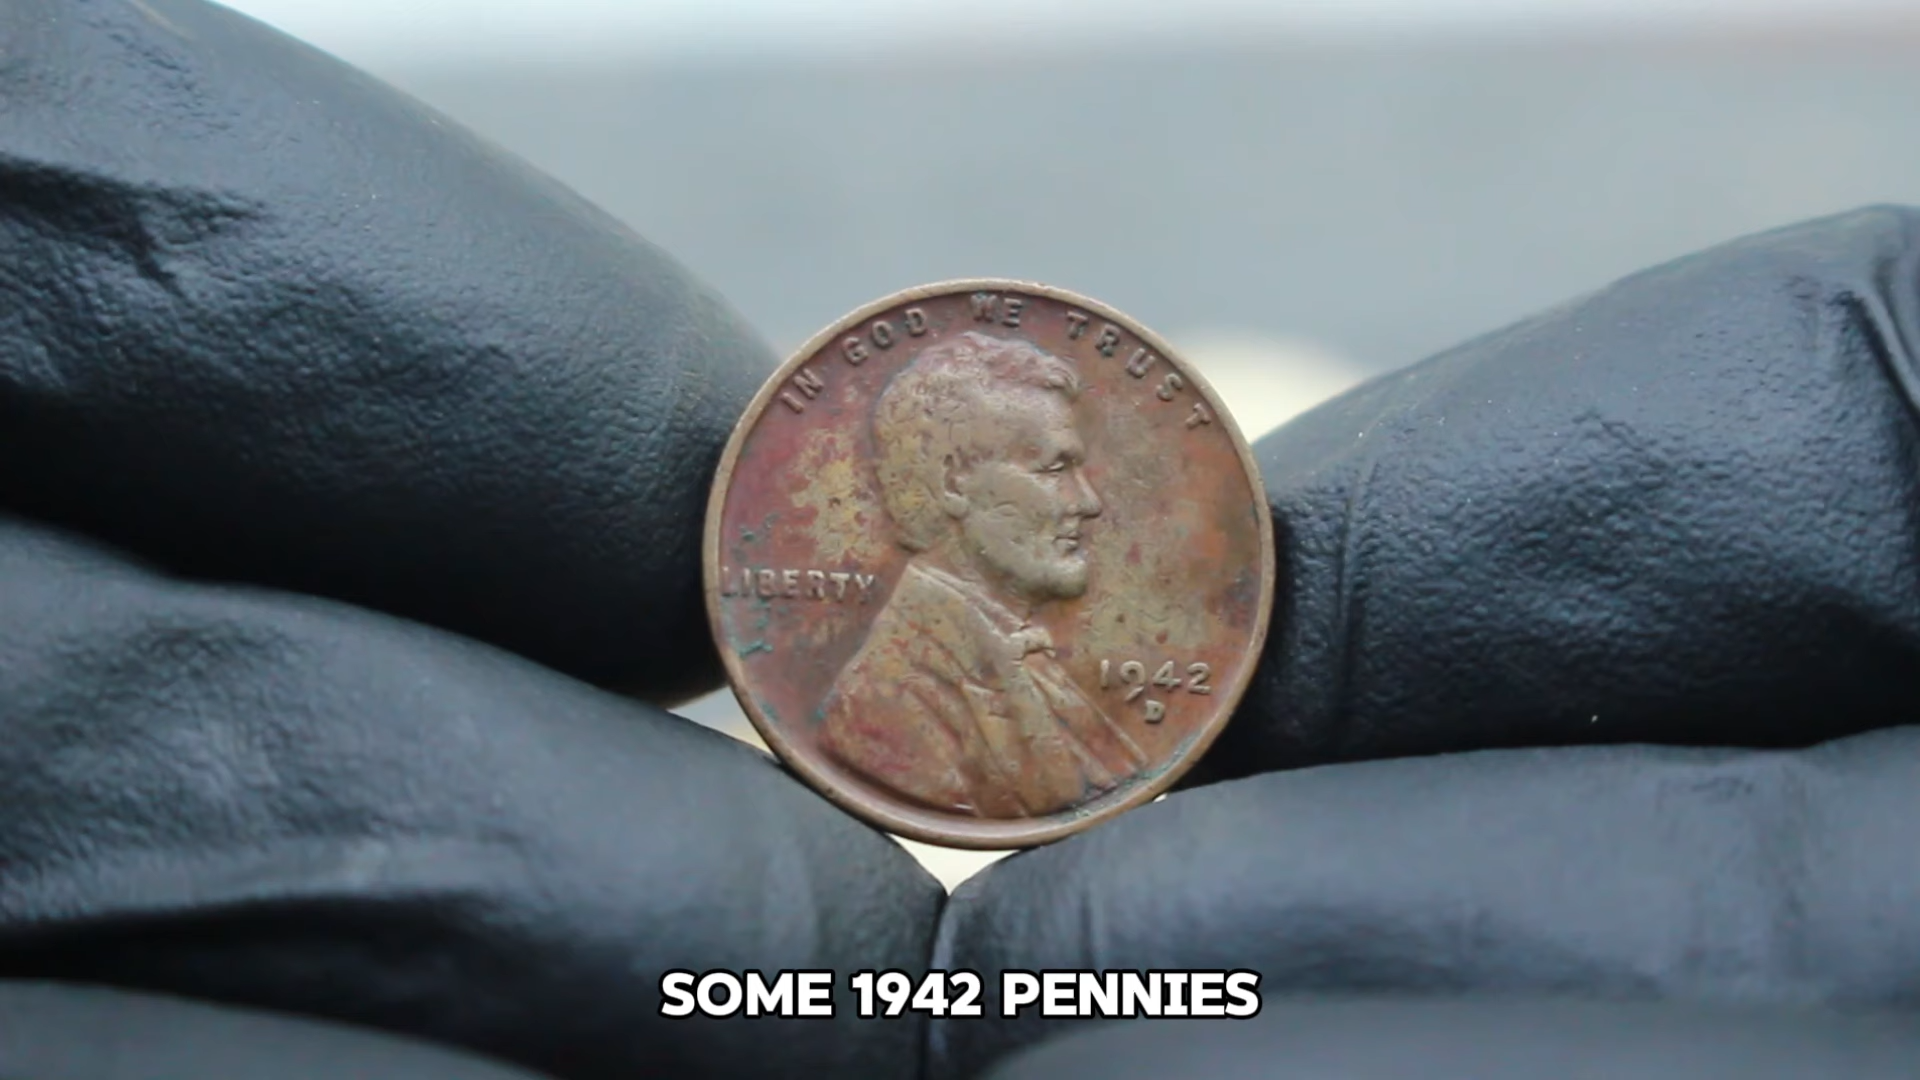 IN GOD WE TRUST
LIBERTY
1942
D
SOME 1942 PENNIES